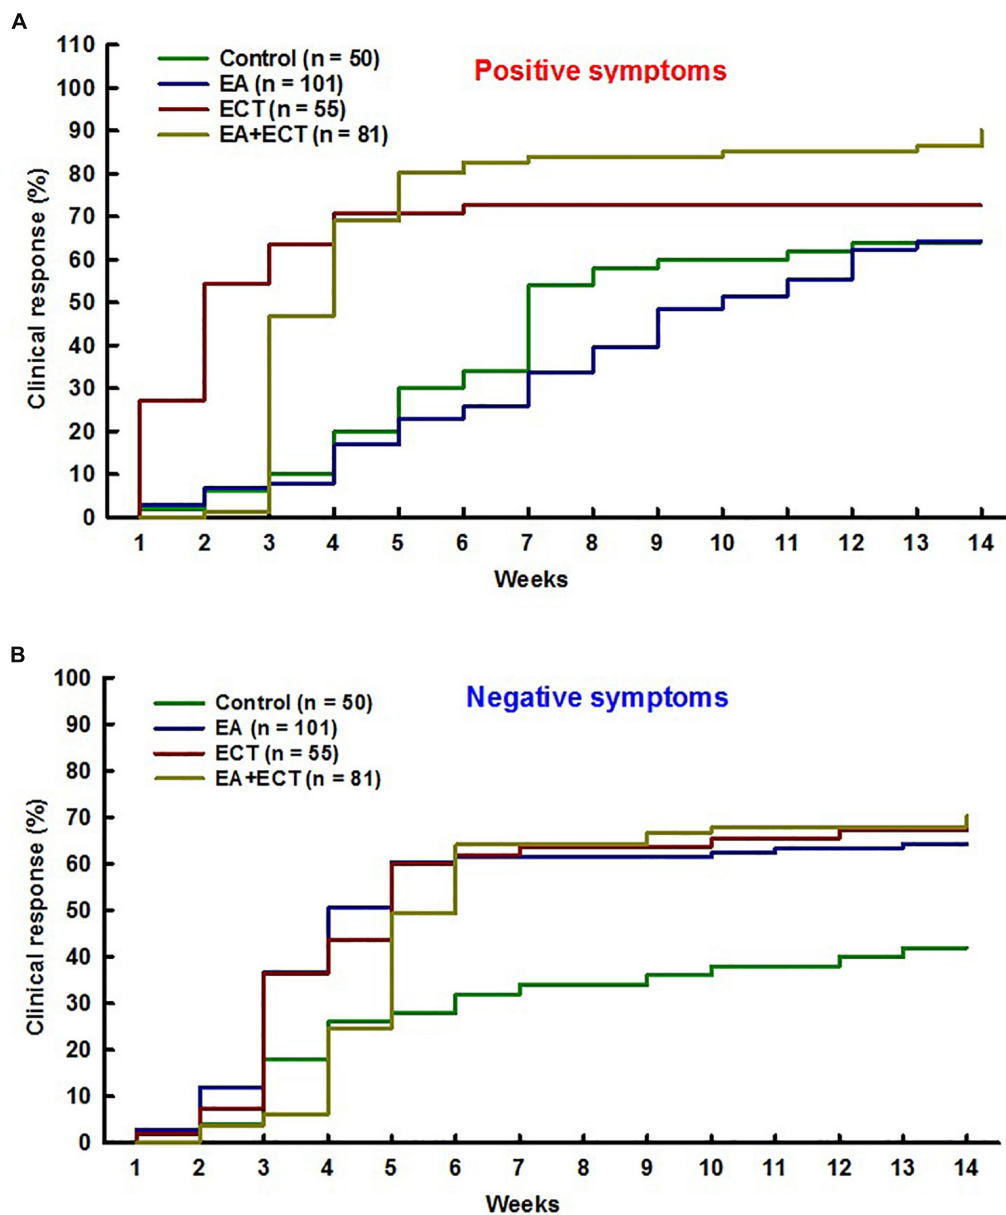 A
Positive symptoms
Control (n = 50)
EA (n = 101)
ECT (n = 55)
EA+ECT (n = 81)
Clinical response (%)
110
100
90
80
70
60
50
40
30
20
10
0
1 2 3 4 5 6 7 8 9 10 11 12 13 14
Weeks
B
Negative symptoms
Control (n = 50)
EA (n = 101)
ECT (n = 55)
EA+ECT (n = 81)
Clinical response (%)
100
90
80
70
60
50
40
30
20
10
0
1 2 3 4 5 6 7 8 9 10 11 12 13 14
Weeks